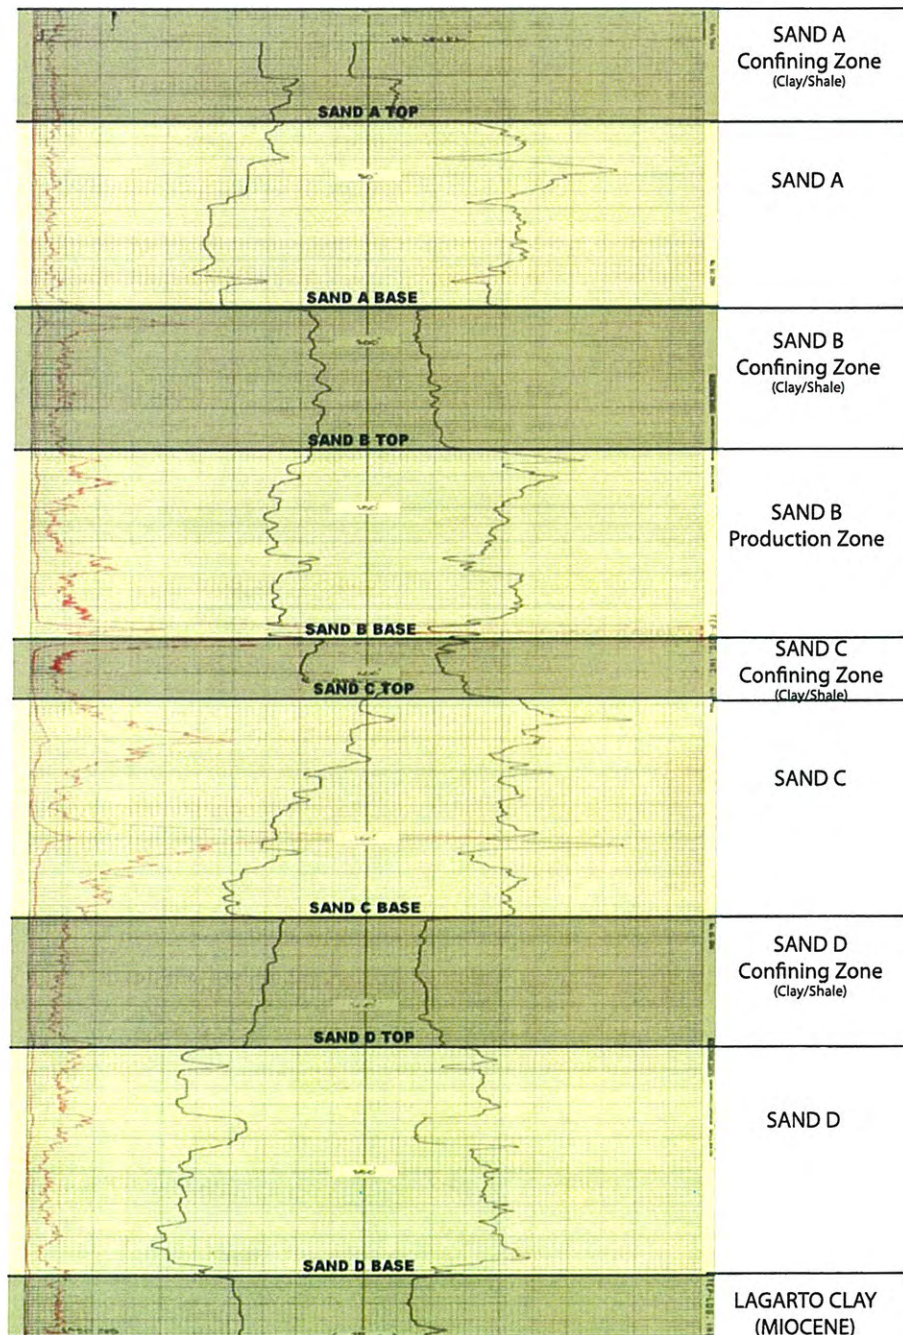 SAND A
Confining Zone
(Clay/Shale)
SAND A TOP
SAND A
SAND A BASE
SAND B
Confining Zone
(Clay/Shale)
SAND B TOP
SAND B
Production Zone
SAND B BASE
SAND C
Confining Zone
(Clay/Shale)
SAND C TOP
SAND C
SAND C BASE
SAND D
Confining Zone
(Clay/Shale)
SAND D TOP
SAND D
SAND D BASE
LAGARTO CLAY
(MIOCENE)